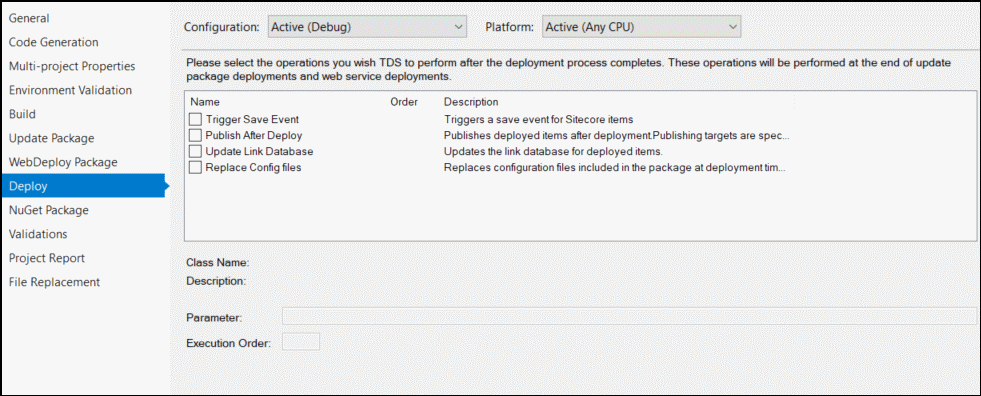 General
Code Generation
Multi-project Properties
Environment Validation
Build
Update Package
WebDeploy Package
Deploy
NuGet Package
Validations
Project Report
File Replacement
Configuration: Active (Debug) Platform: Active (Any CPU)
Please select the operations you wish TDS to perform after the deployment process completes. These operations will be performed at the end of update
package deployments and web service deployments.
Name Order Description
Trigger Save Event Triggers a save event for Sitecore items
Publish After Deploy Publishes deployed items after deployment.Publishing targets are spec...
Update Link Database Updates the link database for deployed items.
Replace Config files Replaces configuration files included in the package at deployment tim...
Class Name:
Description:
Parameter:
Execution Order: